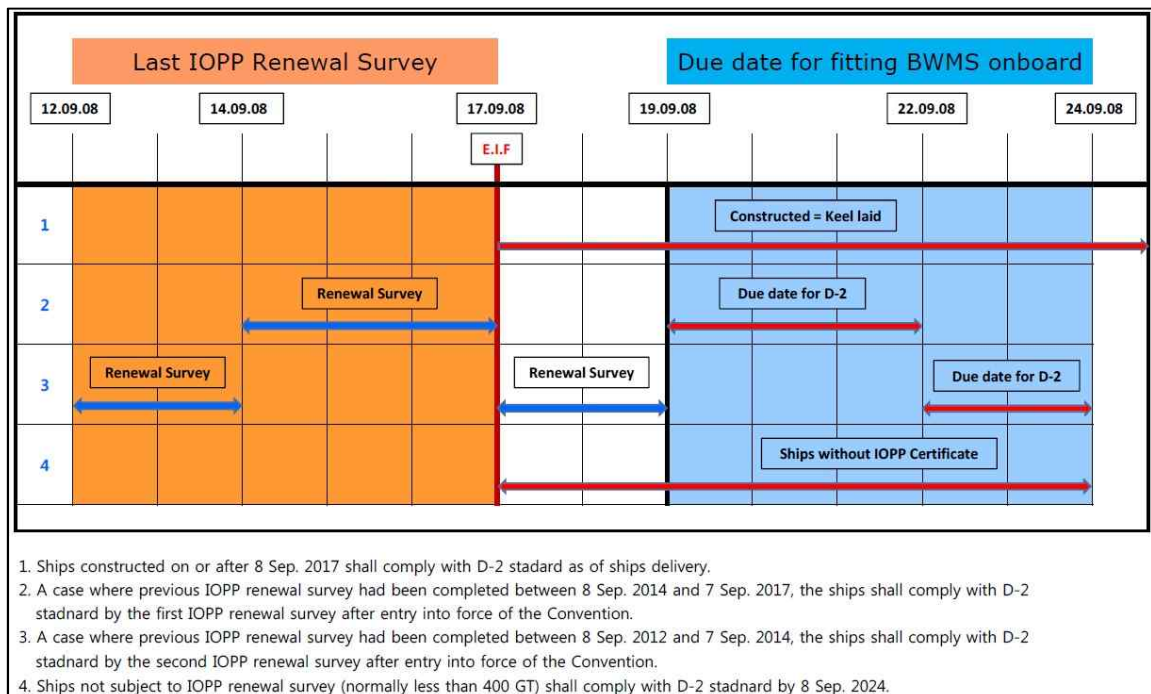 Last IOPP Renewal Survey
Due date for fitting BWMS onboard
12.09.08
14.09.08
17.09.08
19.09.08
22.09.08
24.09.08
E.I.F
1
Constructed = Keel laid
2
Renewal Survey
Due date for D-2
3
Renewal Survey
Renewal Survey
Due date for D-2
4
Ships without IOPP Certificate
1. Ships constructed on or after 8 Sep. 2017 shall comply with D-2 stadard as of ships delivery.
2. A case where previous IOPP renewal survey had been completed between 8 Sep. 2014 and 7 Sep. 2017, the ships shall comply with D-2
stadnard by the first IOPP renewal survey after entry into force of the Convention.
3. A case where previous IOPP renewal survey had been completed between 8 Sep. 2012 and 7 Sep. 2014, the ships shall comply with D-2
stadnard by the second IOPP renewal survey after entry into force of the Convention.
4. Ships not subject to IOPP renewal survey (normally less than 400 GT) shall comply with D-2 stadnard by 8 Sep. 2024.